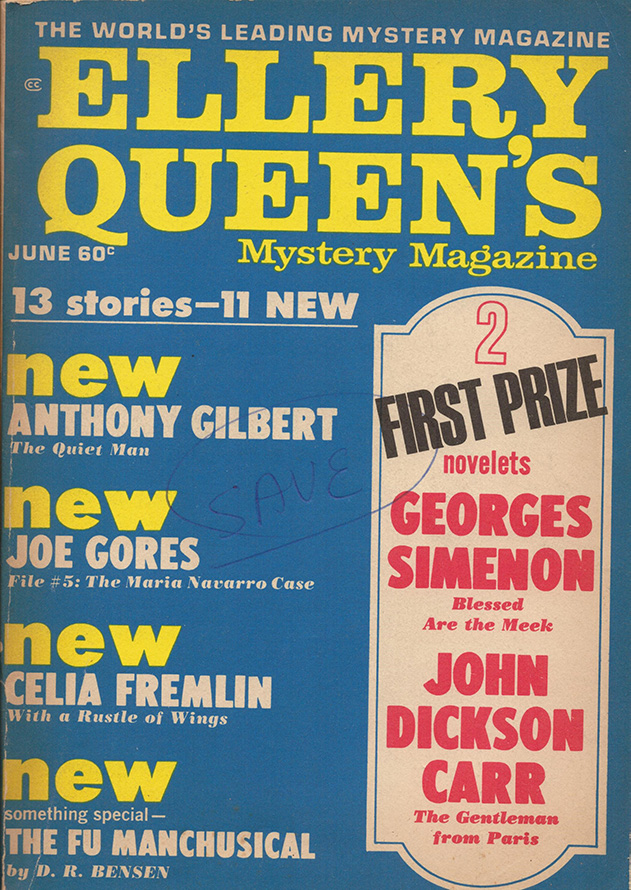 THE WORLD'S LEADING MYSTERY MAGAZINE
cc
ELLERY
QUEEN'S
Mystery Magazine
JUNE 60c
13 stories—11 NEW
new
ANTHONY GILBERT
The Quiet Man
new
JOE GORES
File #5: The Maria Navarro Case
new
CELIA FREMLIN
With a Rustle of Wings
new
something special—
THE FU MANCHUSICAL
by D. R. BENSEN
SAVE
2
FIRST PRIZE
novelets
GEORGES
SIMENON
Blessed
Are the Meek
JOHN
DICKSON
CARR
The Gentleman
from Paris